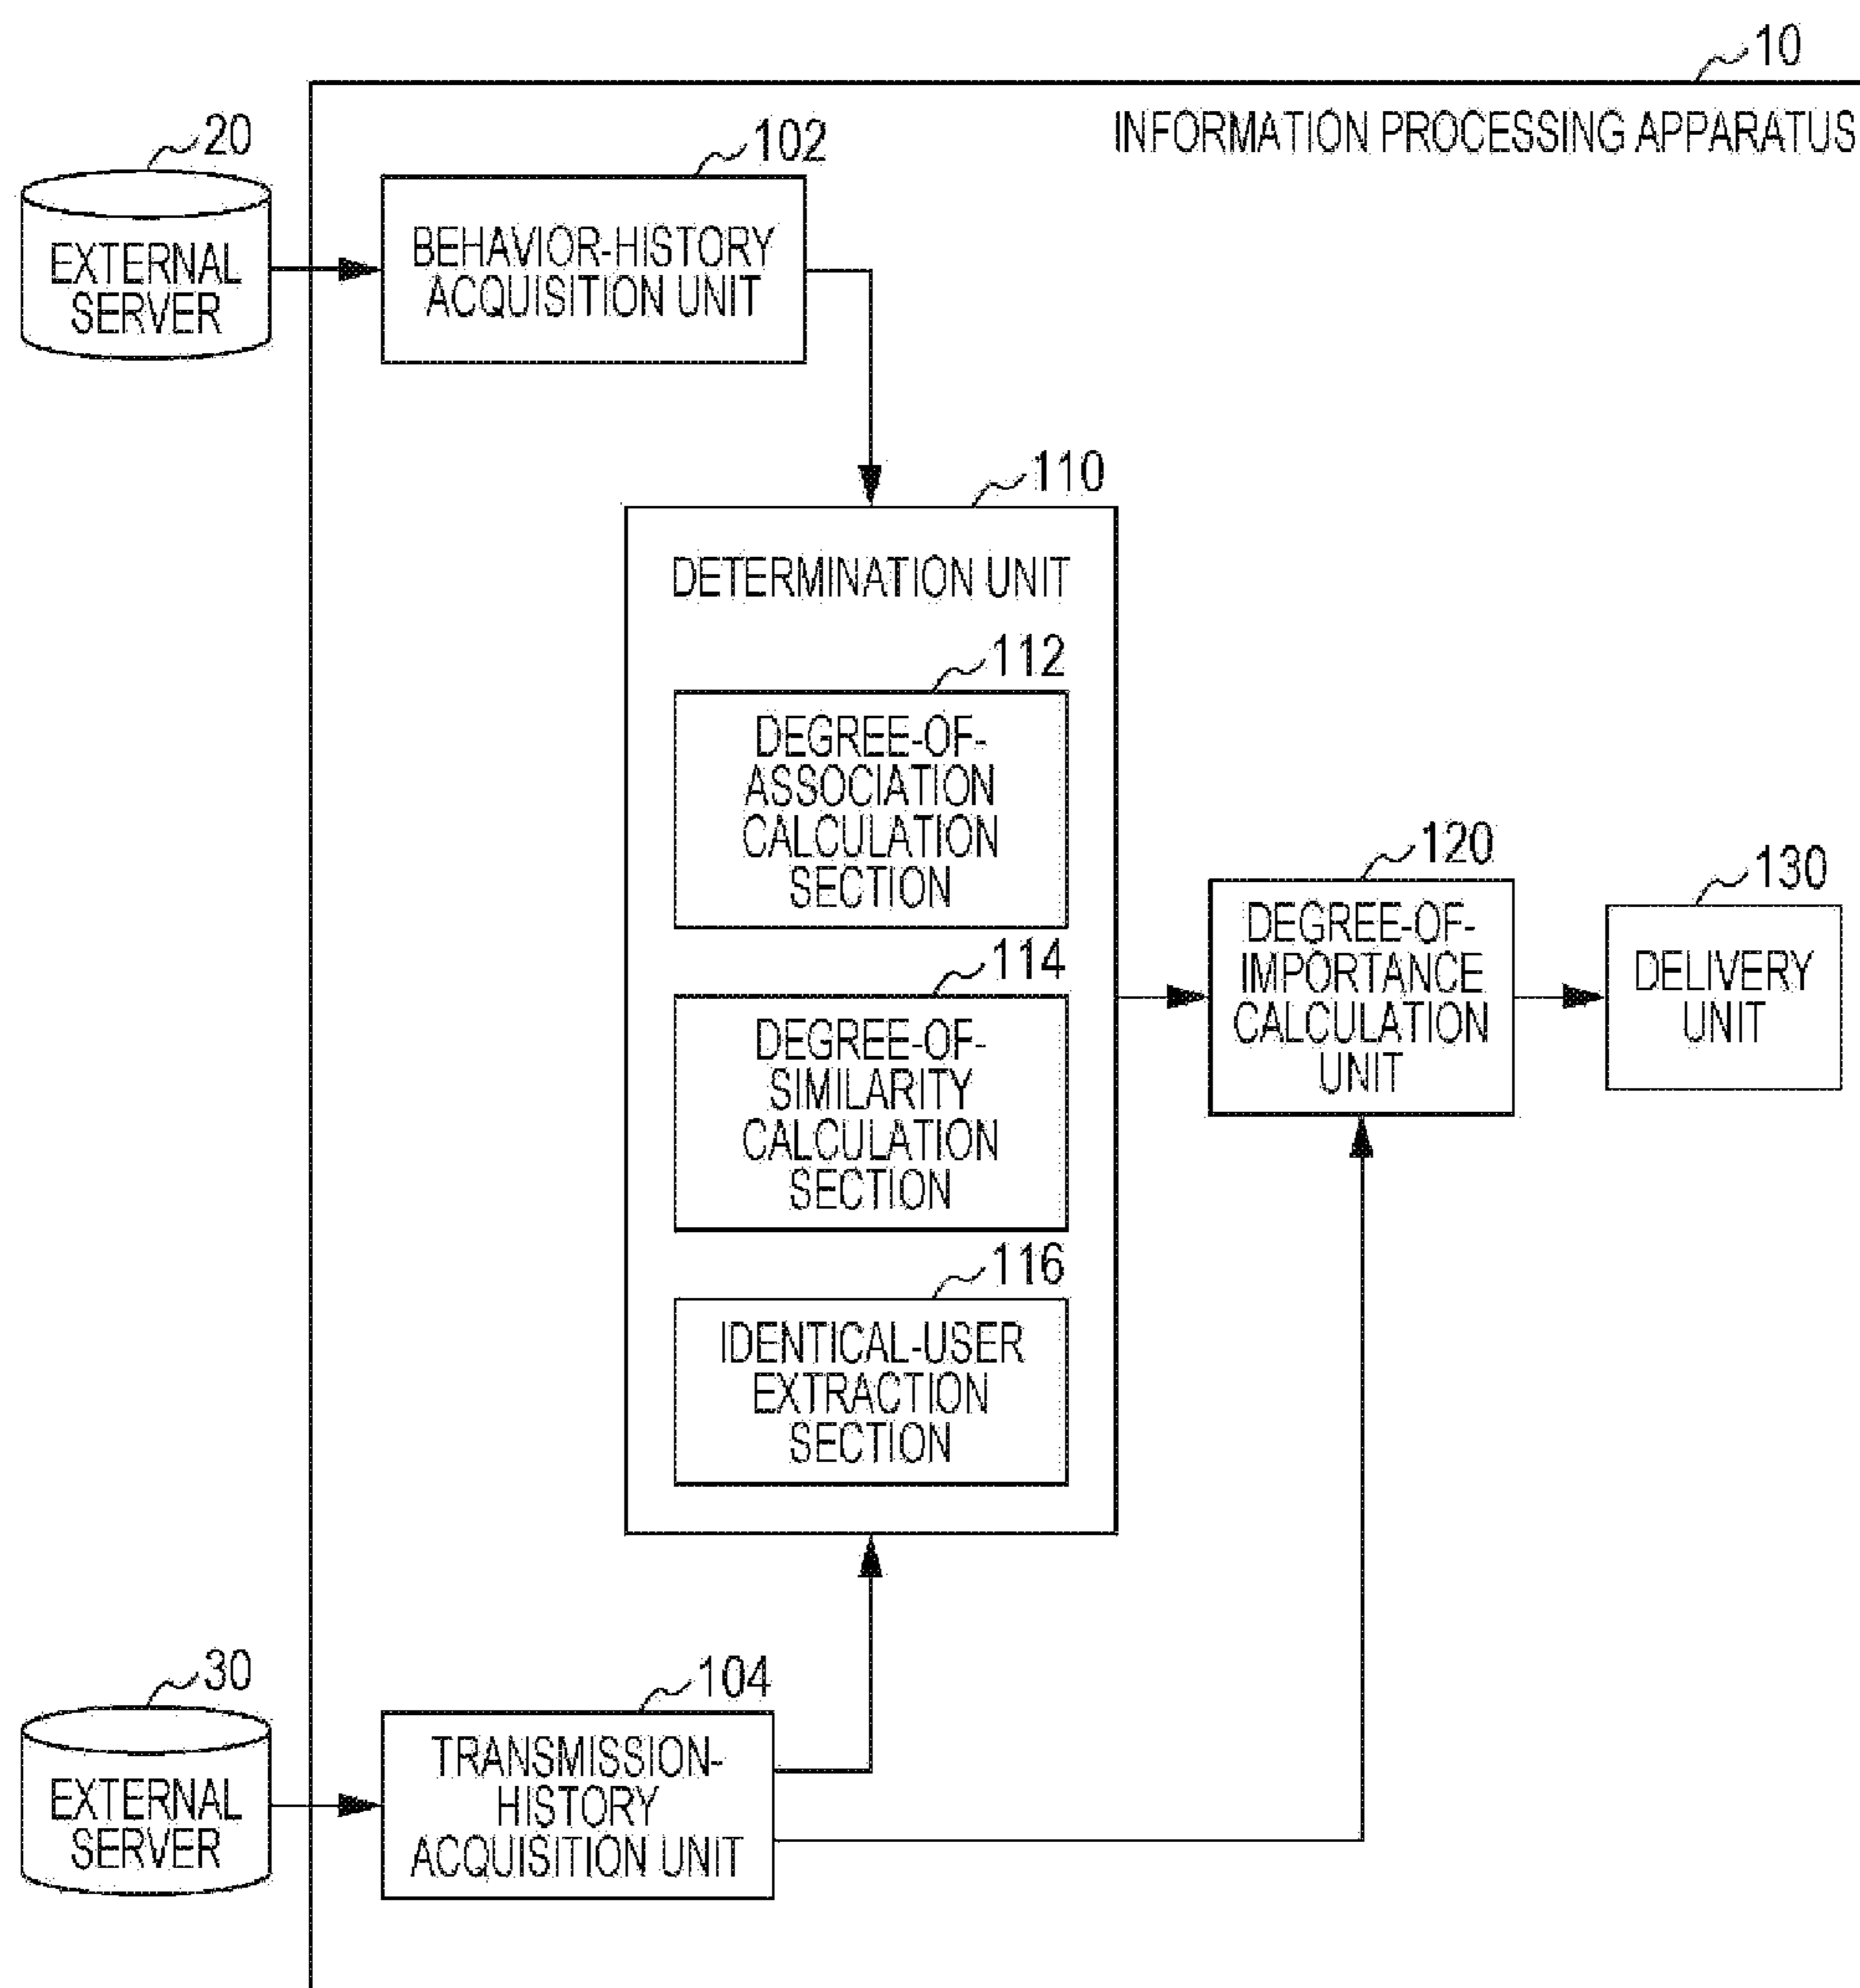 10
INFORMATION PROCESSING APPARATUS
20
EXTERNAL
SERVER
102
BEHAVIOR-HISTORY
ACQUISITION UNIT
110
DETERMINATION UNIT
112
DEGREE-OF-
ASSOCIATION
CALCULATION
SECTION
114
DEGREE-OF-
SIMILARITY
CALCULATION
SECTION
116
IDENTICAL-USER
EXTRACTION
SECTION
120
DEGREE-OF-
IMPORTANCE
CALCULATION
UNIT
130
DELIVERY
UNIT
30
EXTERNAL
SERVER
104
TRANSMISSION-
HISTORY
ACQUISITION UNIT